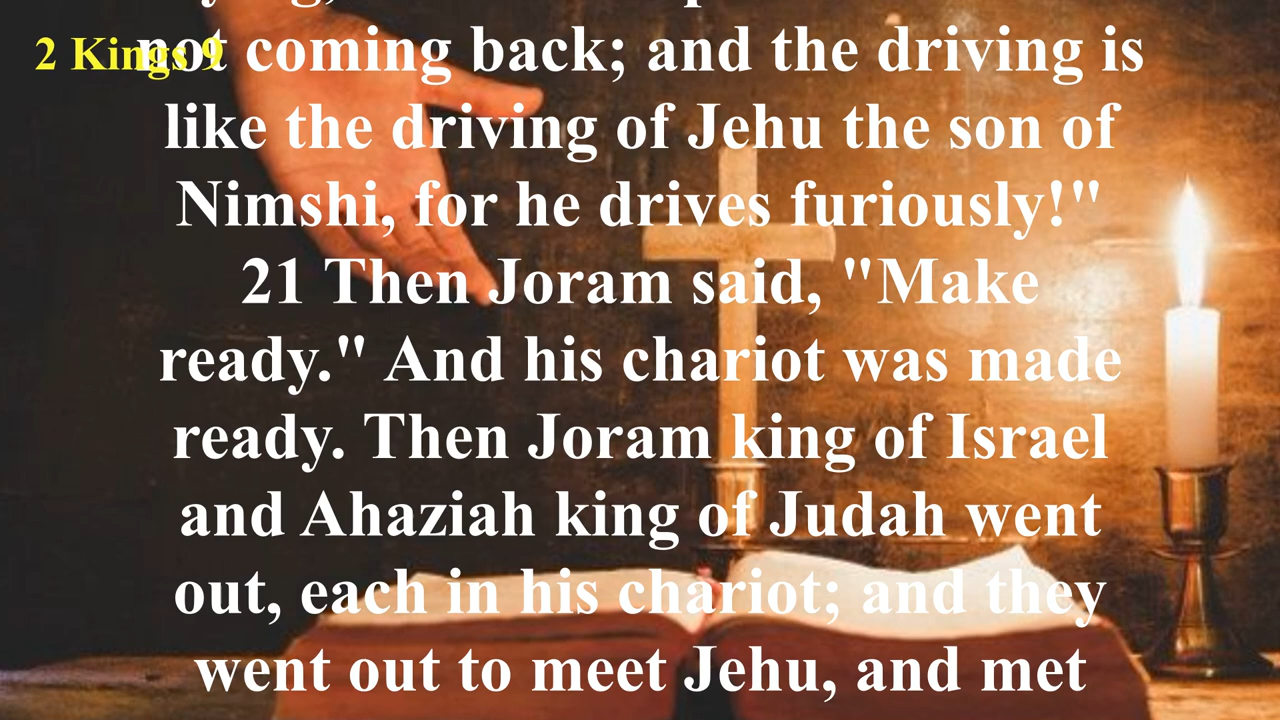 2 Kings 9
not coming back; and the driving is
like the driving of Jehu the son of
Nimshi, for he drives furiously!"
21 Then Joram said, "Make
ready." And his chariot was made
ready. Then Joram king of Israel
and Ahaziah king of Judah went
out, each in his chariot; and they
went out to meet Jehu, and met